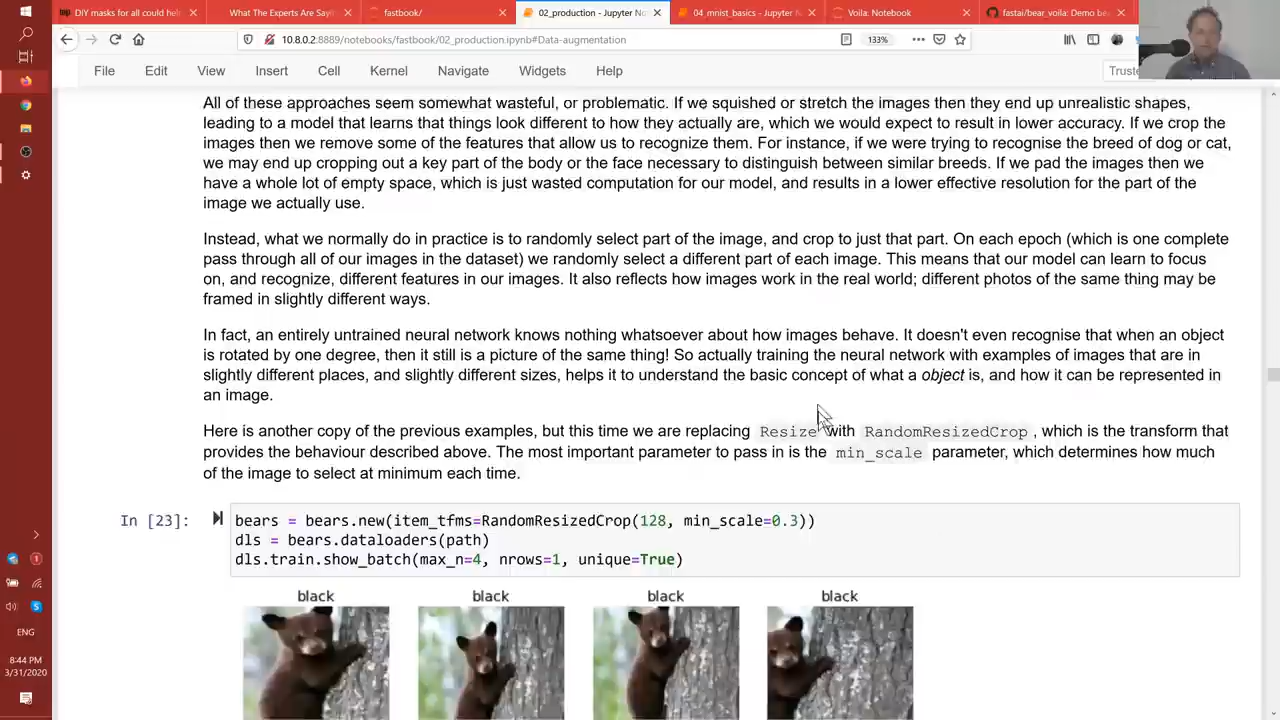 DIY masks for all could help
What The Experts Are Sayi
fastbook/
02_production - Jupyter No
04_mnist_basics - Jupyter N
Voila: Notebook
fastai/bear_voila: Demo be
10.8.0.2:8889/notebooks/fastbook/02_production.ipynb#Data-augmentation
133%
File Edit View Insert Cell Kernel Navigate Widgets Help
Truste
All of these approaches seem somewhat wasteful, or problematic. If we squished or stretch the images then they end up unrealistic shapes,
leading to a model that learns that things look different to how they actually are, which we would expect to result in lower accuracy. If we crop the
images then we remove some of the features that allow us to recognize them. For instance, if we were trying to recognise the breed of dog or cat,
we may end up cropping out a key part of the body or the face necessary to distinguish between similar breeds. If we pad the images then we
have a whole lot of empty space, which is just wasted computation for our model, and results in a lower effective resolution for the part of the
image we actually use.
Instead, what we normally do in practice is to randomly select part of the image, and crop to just that part. On each epoch (which is one complete
pass through all of our images in the dataset) we randomly select a different part of each image. This means that our model can learn to focus
on, and recognize, different features in our images. It also reflects how images work in the real world; different photos of the same thing may be
framed in slightly different ways.
In fact, an entirely untrained neural network knows nothing whatsoever about how images behave. It doesn't even recognise that when an object
is rotated by one degree, then it still is a picture of the same thing! So actually training the neural network with examples of images that are in
slightly different places, and slightly different sizes, helps it to understand the basic concept of what a object is, and how it can be represented in
an image.
Here is another copy of the previous examples, but this time we are replacing Resize with RandomResizedCrop , which is the transform that
provides the behaviour described above. The most important parameter to pass in is the min_scale parameter, which determines how much
of the image to select at minimum each time.
In [23]:
bears = bears.new(item_tfms=RandomResizedCrop(128, min_scale=0.3))
dls = bears.dataloaders(path)
dls.train.show_batch(max_n=4, nrows=1, unique=True)
black black black black
ENG
8:44 PM
3/31/2020